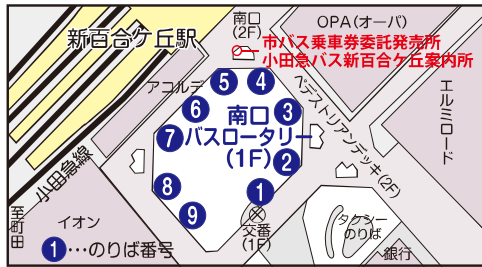 南口
(2F)
OPA(オーパ)
新百合ケ丘駅
市バス乗車券委託発売所
小田急バス新百合ケ丘案内所
アコルデ
5
4
6
3
南口
バスロータリー
(1F)
7
2
ペデストリアンデッキ(2F)
エルミロード
小田急線
8
1
9
交番
(1F)
タクシー
のりば
至町田
イオン
1…のりば番号
銀行